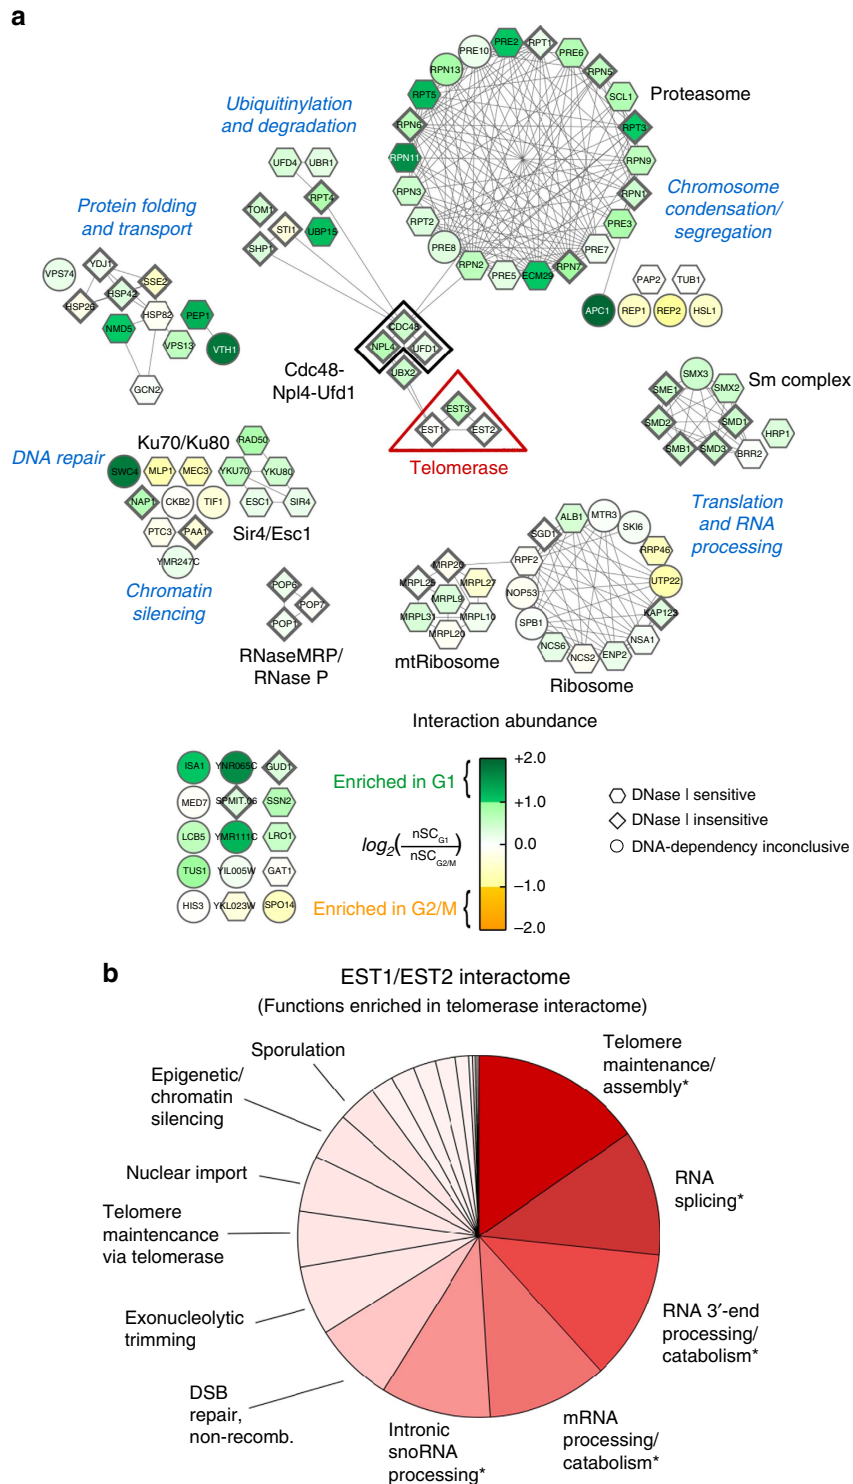 a
PRE10
PRE2
RPT1
PRE6
RPN5
SCL1
RPT3
RPN9
RPN1
PRE3
PRE7
RPN7
ECM29
PRE5
RPN2
PRE8
RPT2
RPN3
RPN11
RPN6
RPT5
RPN13
Proteasome
Ubiquitinylation
and degradation
UFD4
UBR1
RPT4
TOM1
STI1
UBP15
SHP1
Chromosome
condensation/
segregation
PAP2
TUB1
APC1
REP1
REP2
HSL1
Protein folding
and transport
VPS74
YDJ1
SSE2
HSP42
HSP26
HSP82
PEP1
NMD5
VPS13
VTH1
GCN2
CDC48
NPL4
UFD1
UBX2
Cdc48-
Npl4-Ufd1
EST3
EST1
EST2
Telomerase
Sm complex
SMX3
SME1
SMX2
SMD2
SMD1
SMB1
SMD3
BRR2
HRP1
Translation
and RNA
processing
DNA repair
Ku70/Ku80
RAD50
SWC4
MLP1
MEC3
YKU70
YKU80
NAP1
CKB2
TIF1
ESC1
SIR4
PTC3
PAA1
YMR247C
Sir4/Esc1
Chromatin
silencing
POP6
POP7
POP1
RNaseMRP/
RNase P
MRP20
MRPL25
MRPL27
MRPL9
MRPL31
MRPL10
MRPL20
mtRibosome
SGD1
ALB1
MTR3
SKI6
RRP46
UTP22
KAP123
NSA1
ENP2
NCS2
NCS6
SPB1
NOP53
RPF2
Ribosome
ISA1
YNR065C
GUD1
MED7
SPMIT.06
SSN2
LCB5
YMR111C
LRO1
TUS1
YIL005W
GAT1
HIS3
YKL023W
SPO14
Interaction abundance
Enriched in G1 {
log2( nSCG1 / nSCG2/M )
Enriched in G2/M {
+2.0
+1.0
0.0
–1.0
–2.0
DNase I sensitive
DNase I insensitive
DNA-dependency inconclusive
b
EST1/EST2 interactome
(Functions enriched in telomerase interactome)
Telomere
maintenance/
assembly*
RNA
splicing*
RNA 3′-end
processing/
catabolism*
mRNA
processing/
catabolism*
Intronic
snoRNA
processing*
DSB
repair,
non-recomb.
Exonucleolytic
trimming
Telomere
maintencance
via telomerase
Nuclear import
Epigenetic/
chromatin
silencing
Sporulation